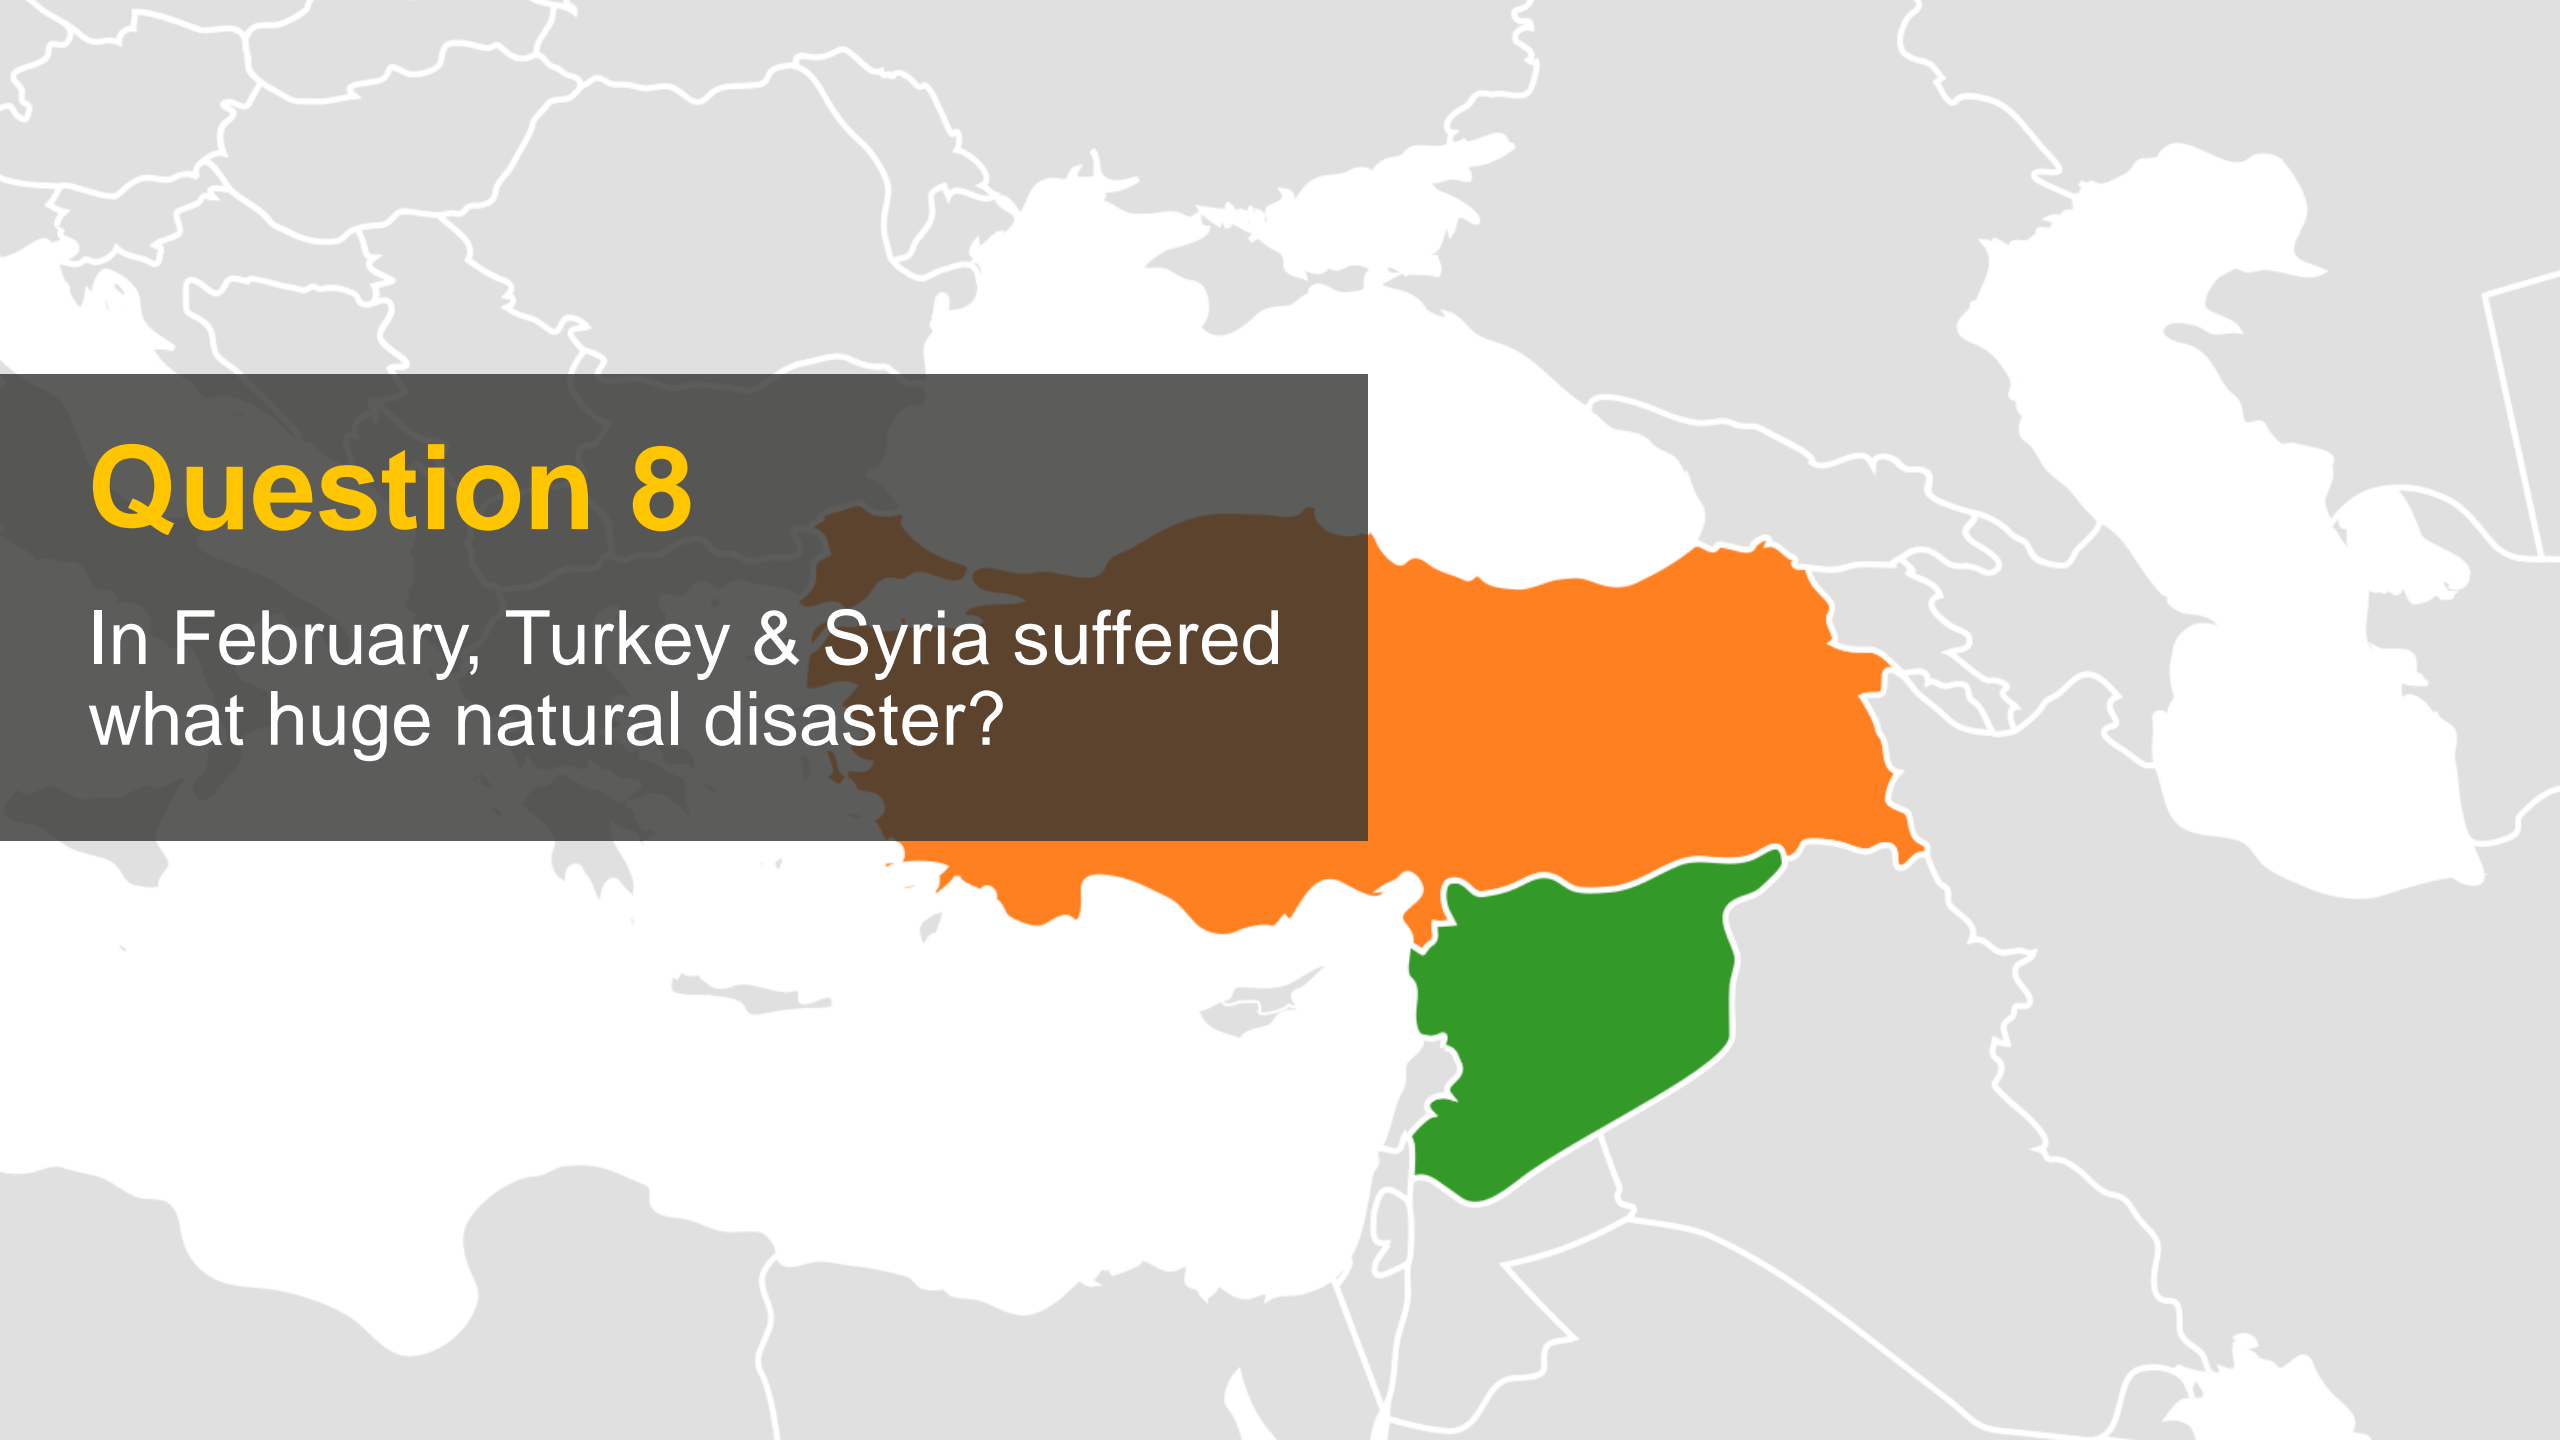 Question 8
In February, Turkey & Syria suffered
what huge natural disaster?